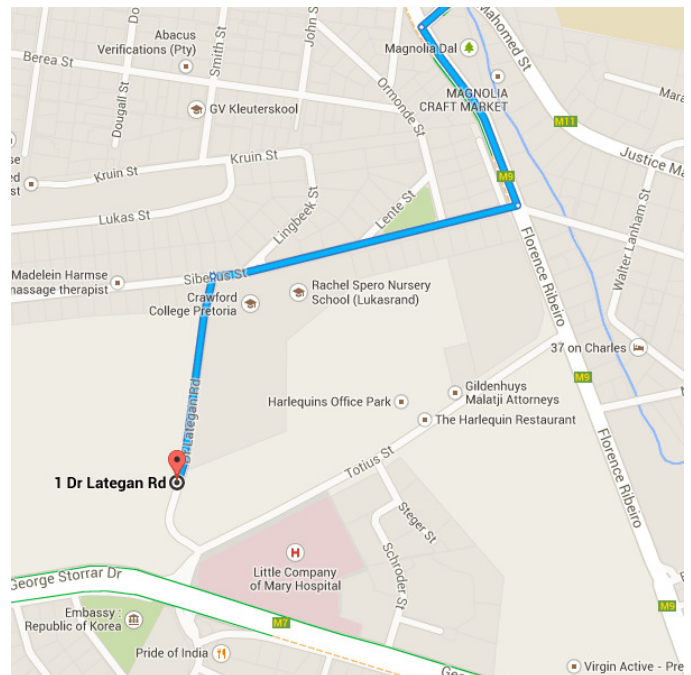 Abacus
Verifications (Pty)
Berea St
Smith St
John St
Dougall St
Magnolia Dal
Mahomed St
MAGNOLIA
CRAFT MARKET
Ormonde St
GV Kleuterskool
M11
Justice Ma
Mara
Kruin St
Kruin St
Lukas St
Lingbeek St
Lente St
M9
Walter Lanham St
Florence Ribeiro
Madelein Harmse
massage therapist
Siberius St
Crawford
College Pretoria
Rachel Spero Nursery
School (Lukasrand)
37 on Charles
M9
Dr Lategan Rd
Harlequins Office Park
Gildenhuys
Malatji Attorneys
The Harlequin Restaurant
Totius St
1 Dr Lategan Rd
Steger St
Schroder St
Florence Ribeiro
H
Little Company
of Mary Hospital
George Storrar Dr
Embassy :
Republic of Korea
M7
M9
Pride of India
Geo
Virgin Active - Pre